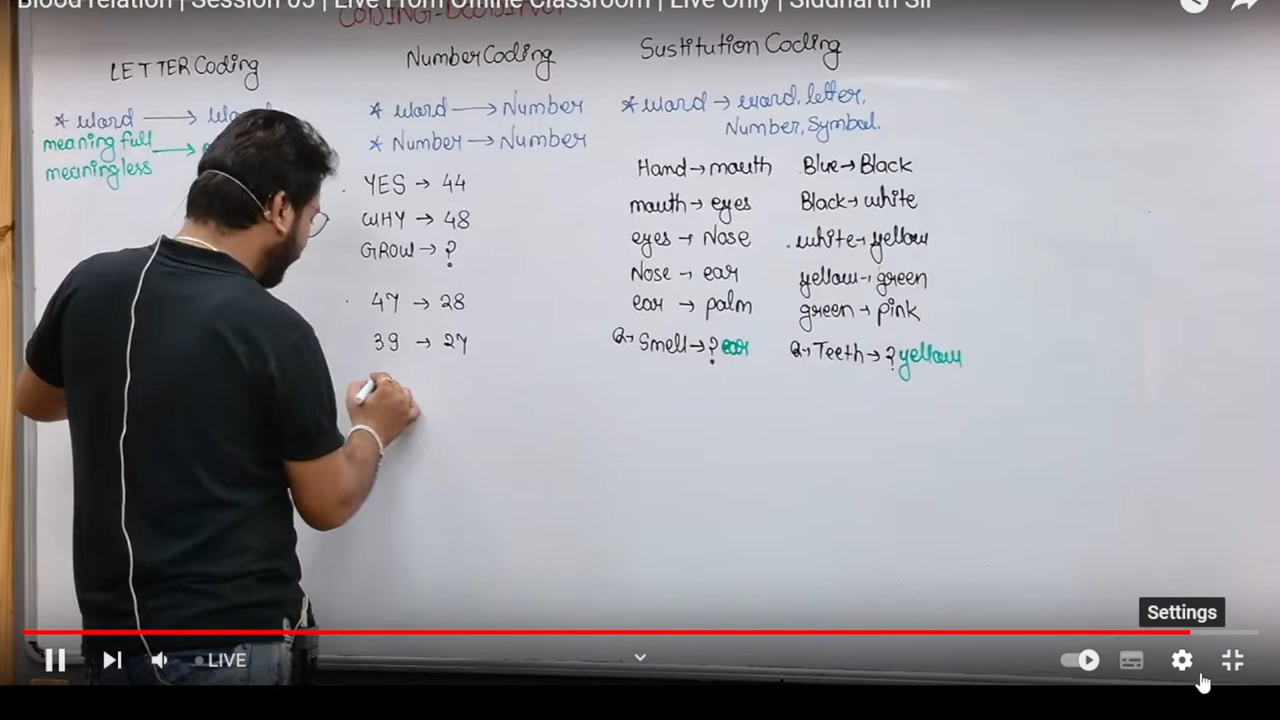 Blood relation | Session 05 | Live From Offline Classroom | Live Only | Siddharth Sir
LETTER Coding
* Word →
meaning full →
meaningless
Number Coding
* Word → Number
* Number → Number
YES → 44
WHY → 48
GROW → ?
47 → 28
39 → 27
Sustitution Coding
* Word → word, letter,
Number, Symbol.
Hand → mouth
mouth → eyes
eyes → Nose
Nose → ear
ear → palm
Q→ Smell → ? ear
Blue → Black
Black → white
white → yellow
yellow → green
green → pink
Q→ Teeth → ? yellow
Settings
LIVE